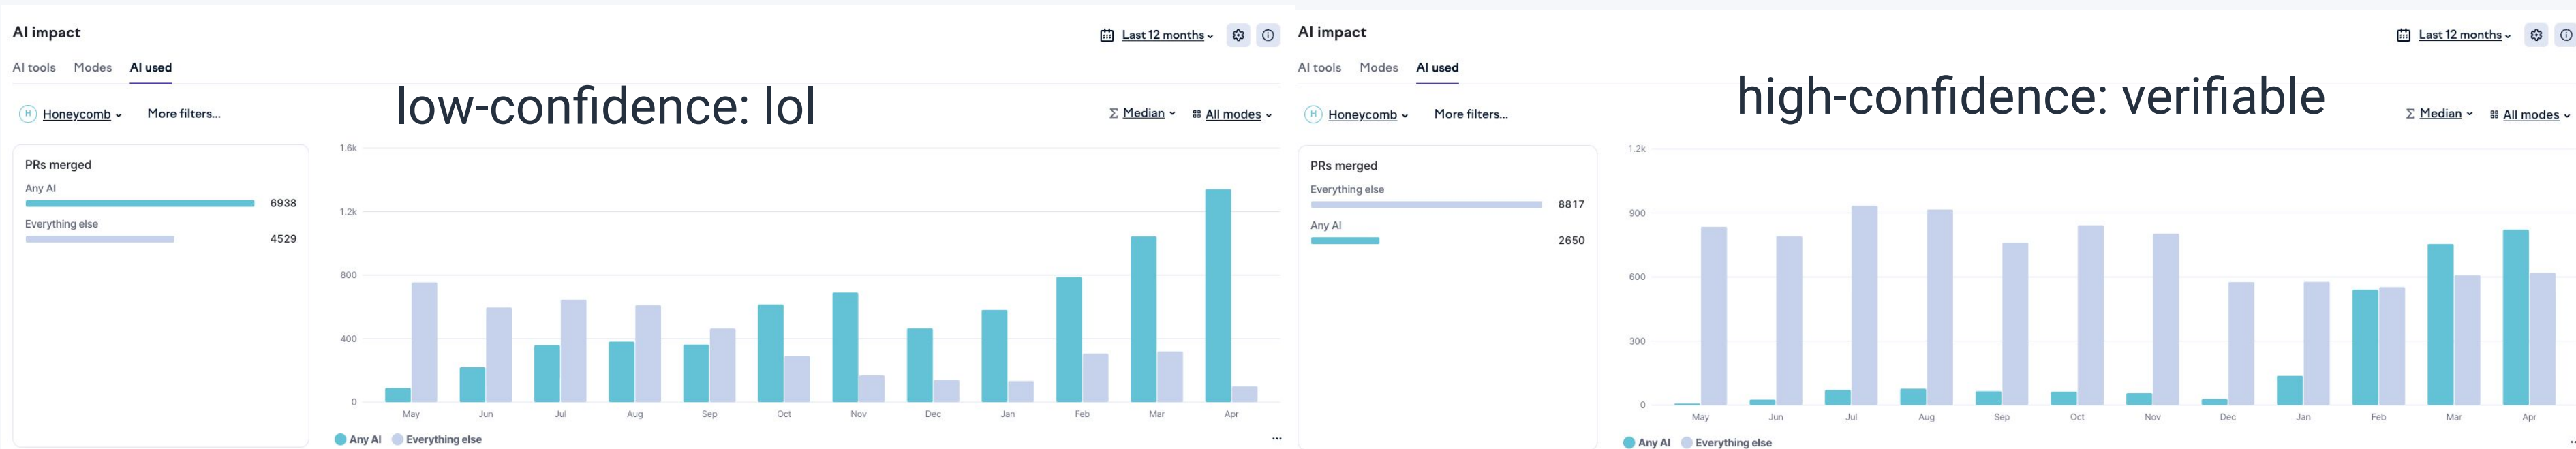 AI impact
Last 12 months
AI tools Modes AI used
low-confidence: lol
Honeycomb More filters...
Σ Median All modes
PRs merged
Any AI
6938
Everything else
4529
1.6k
1.2k
800
400
0
May Jun Jul Aug Sep Oct Nov Dec Jan Feb Mar Apr
Any AI Everything else
...
AI impact
Last 12 months
AI tools Modes AI used
high-confidence: verifiable
Honeycomb More filters...
Σ Median All modes
PRs merged
Everything else
8817
Any AI
2650
1.2k
900
600
300
0
May Jun Jul Aug Sep Oct Nov Dec Jan Feb Mar Apr
Any AI Everything else